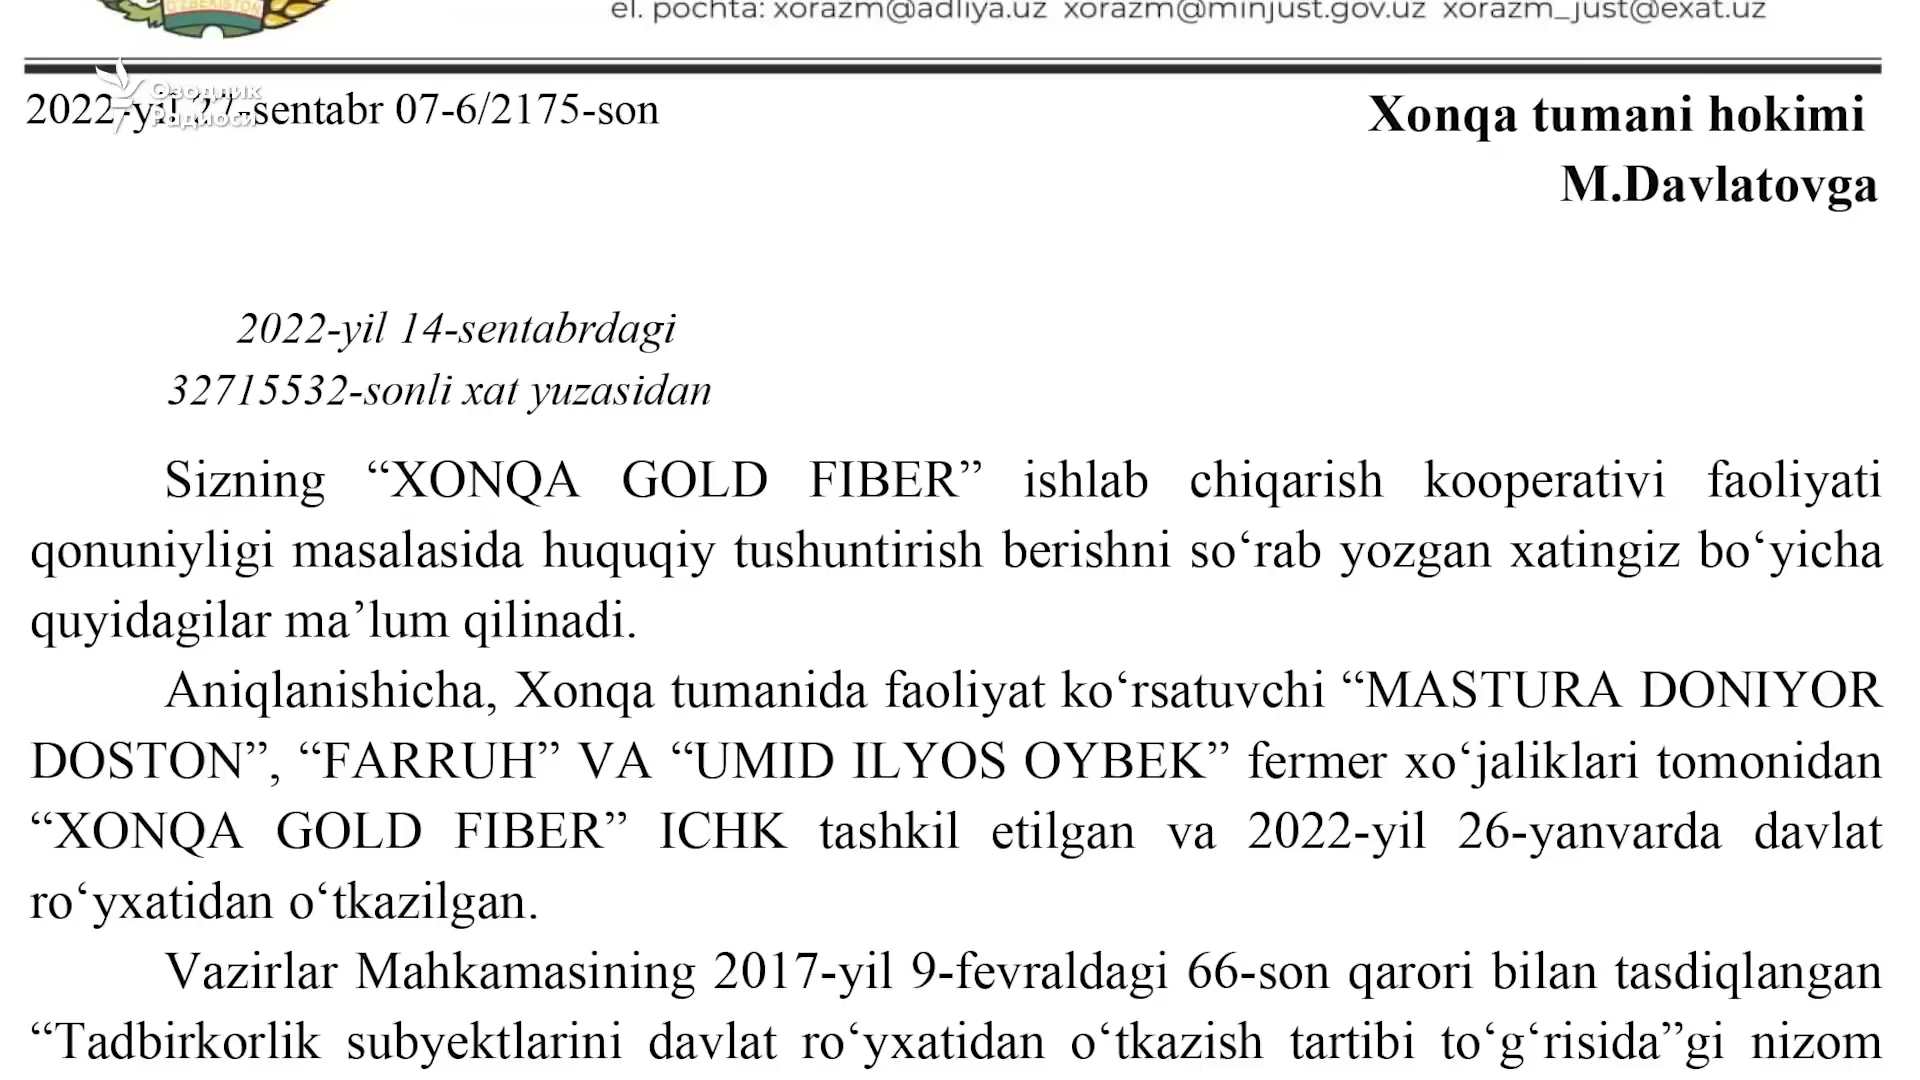 O'ZBEKISTON
el. pochta: xorazm@adliya.uz xorazm@minjust.gov.uz xorazm_just@exat.uz
Озодлик
Радиоси
2022-yil 27-sentabr 07-6/2175-son
Xonqa tumani hokimi
M.Davlatovga
2022-yil 14-sentabrdagi
32715532-sonli xat yuzasidan
Sizning “XONQA GOLD FIBER” ishlab chiqarish kooperativi faoliyati
qonuniyligi masalasida huquqiy tushuntirish berishni so‘rab yozgan xatingiz bo‘yicha
quyidagilar ma’lum qilinadi.
Aniqlanishicha, Xonqa tumanida faoliyat ko‘rsatuvchi “MASTURA DONIYOR
DOSTON”, “FARRUH” VA “UMID ILYOS OYBEK” fermer xo‘jaliklari tomonidan
“XONQA GOLD FIBER” ICHK tashkil etilgan va 2022-yil 26-yanvarda davlat
ro‘yxatidan o‘tkazilgan.
Vazirlar Mahkamasining 2017-yil 9-fevraldagi 66-son qarori bilan tasdiqlangan
“Tadbirkorlik subyektlarini davlat ro‘yxatidan o‘tkazish tartibi to‘g‘risida”gi nizom